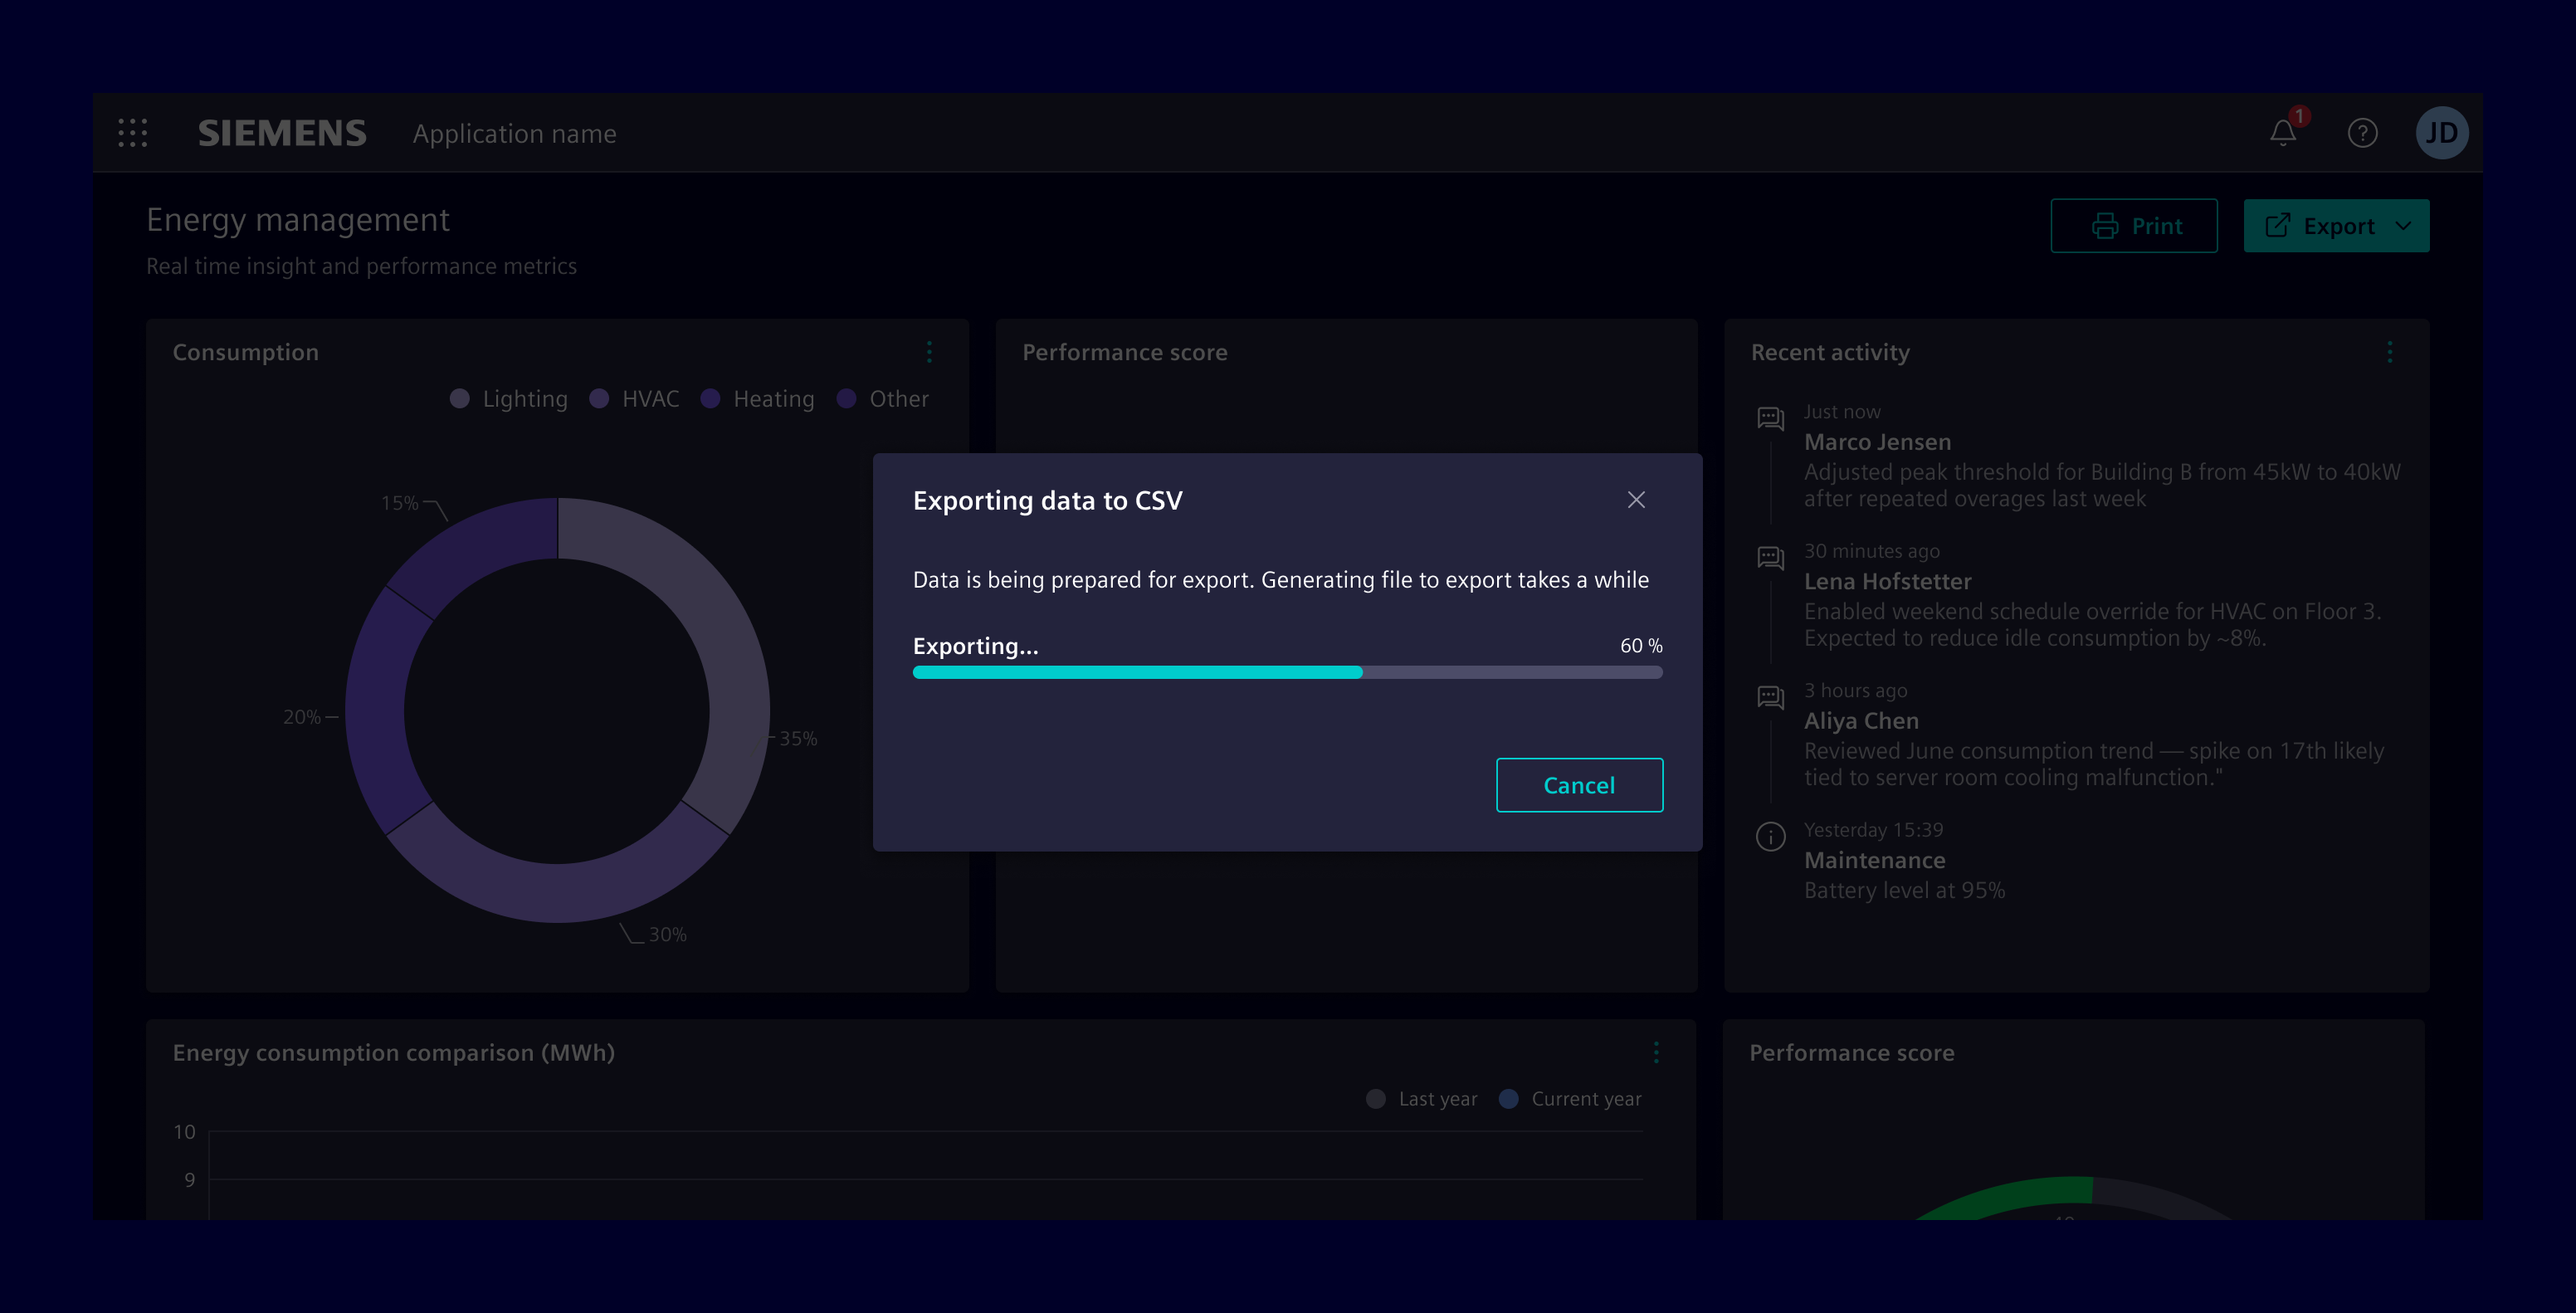 SIEMENS Application name 1 JD
Energy management
Real time insight and performance metrics
Print Export
Consumption
Lighting HVAC Heating Other
15%
20%
35%
30%
Performance score
Recent activity
Just now
Marco Jensen
Adjusted peak threshold for Building B from 45kW to 40kW
after repeated overages last week
30 minutes ago
Lena Hofstetter
Enabled weekend schedule override for HVAC on Floor 3.
Expected to reduce idle consumption by ~8%.
3 hours ago
Aliya Chen
Reviewed June consumption trend — spike on 17th likely
tied to server room cooling malfunction."
Yesterday 15:39
Maintenance
Battery level at 95%
Exporting data to CSV
Data is being prepared for export. Generating file to export takes a while
Exporting... 60 %
Cancel
Energy consumption comparison (MWh)
Last year Current year
10
9
Performance score